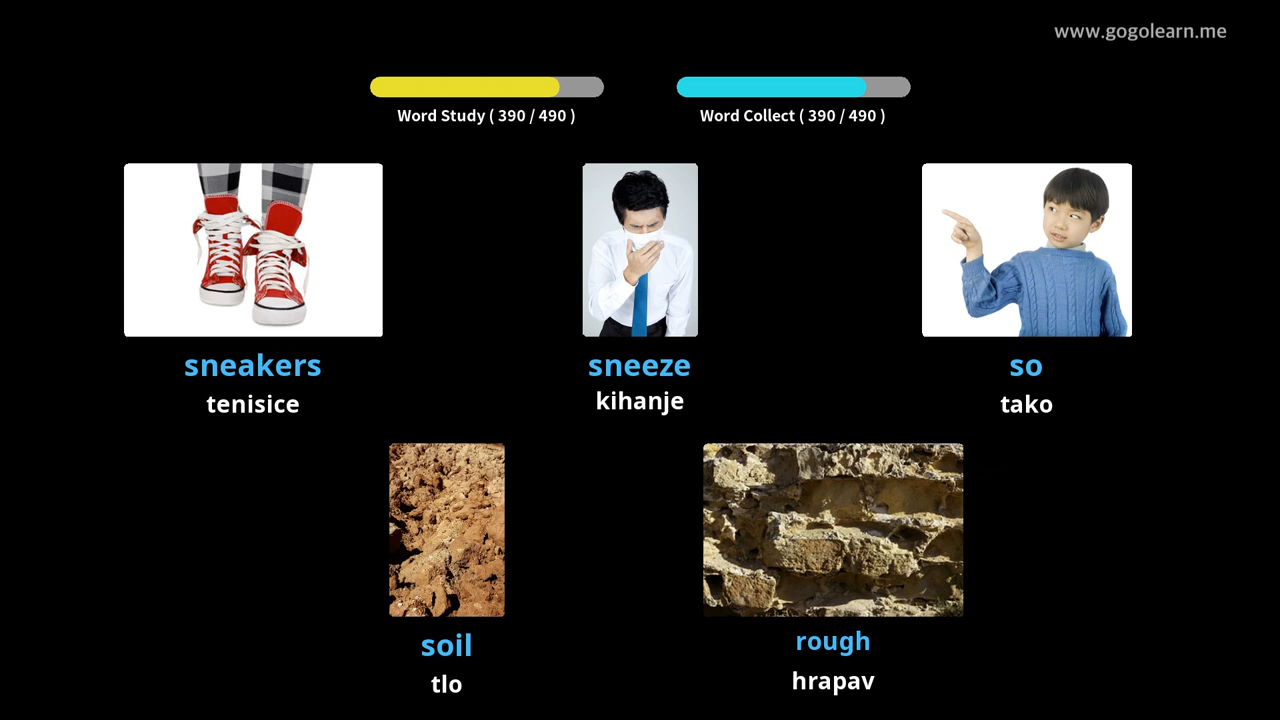 www.gogolearn.me
Word Study ( 390 / 490 )
Word Collect ( 390 / 490 )
sneakers
tenisice
sneeze
kihanje
so
tako
soil
tlo
rough
hrapav